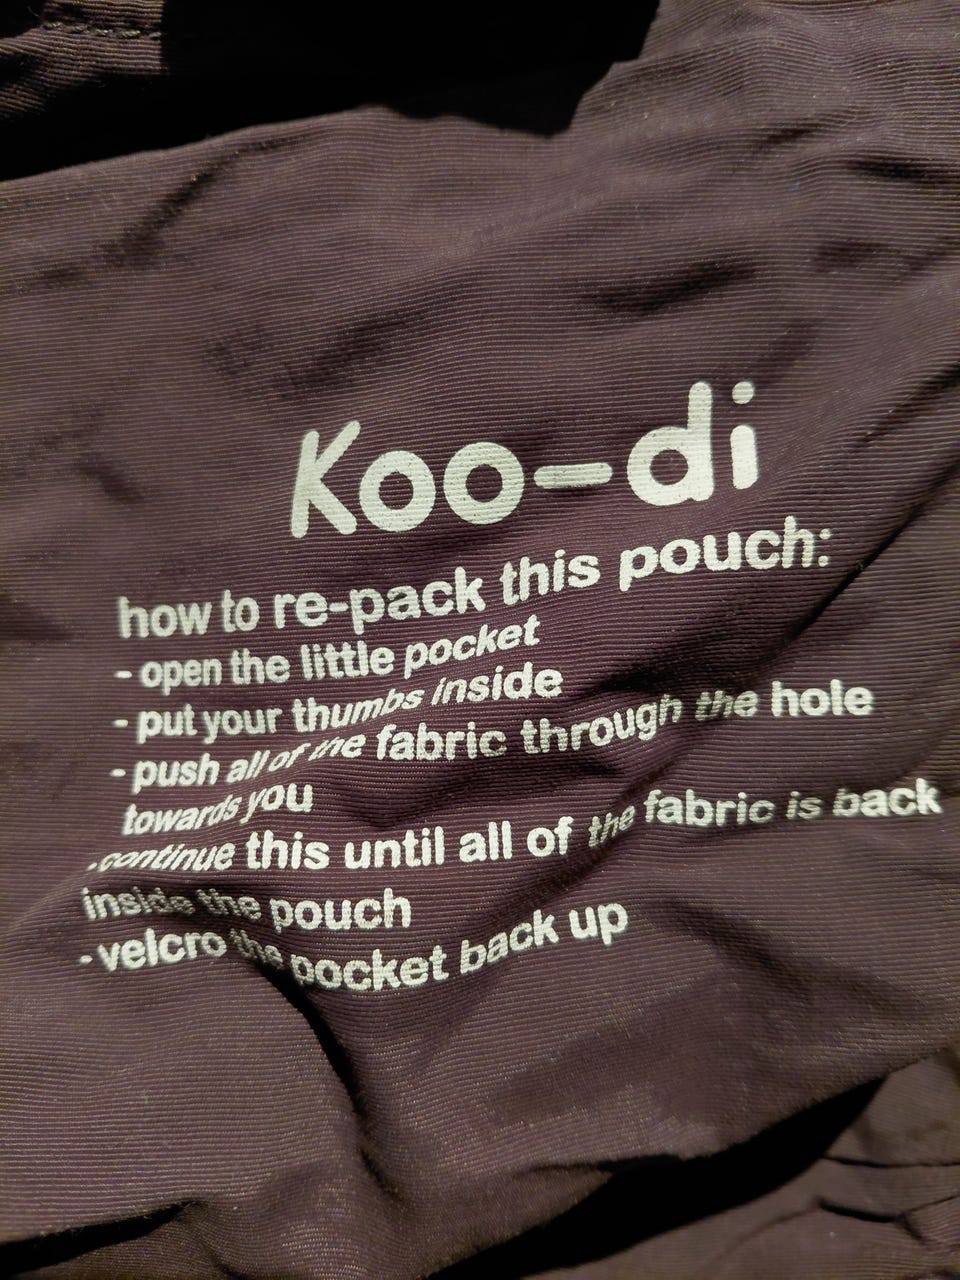 Koo-di
how to re-pack this pouch:
- open the little pocket
- put your thumbs inside
- push all of the fabric through the hole
towards you
-continue this until all of the fabric is back
inside the pouch
-velcro the pocket back up